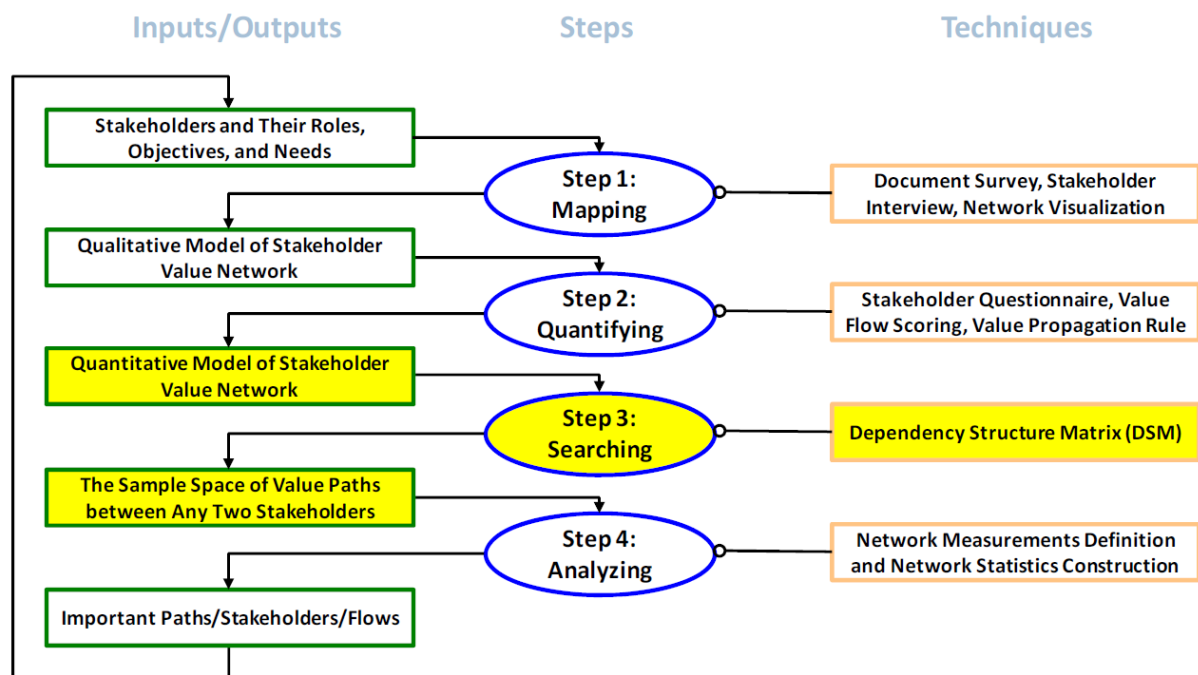 Inputs/Outputs
Steps
Techniques
Stakeholders and Their Roles,
Objectives, and Needs
Step 1:
Mapping
Document Survey, Stakeholder
Interview, Network Visualization
Qualitative Model of Stakeholder
Value Network
Step 2:
Quantifying
Stakeholder Questionnaire, Value
Flow Scoring, Value Propagation Rule
Quantitative Model of Stakeholder
Value Network
Step 3:
Searching
Dependency Structure Matrix (DSM)
The Sample Space of Value Paths
between Any Two Stakeholders
Step 4:
Analyzing
Network Measurements Definition
and Network Statistics Construction
Important Paths/Stakeholders/Flows